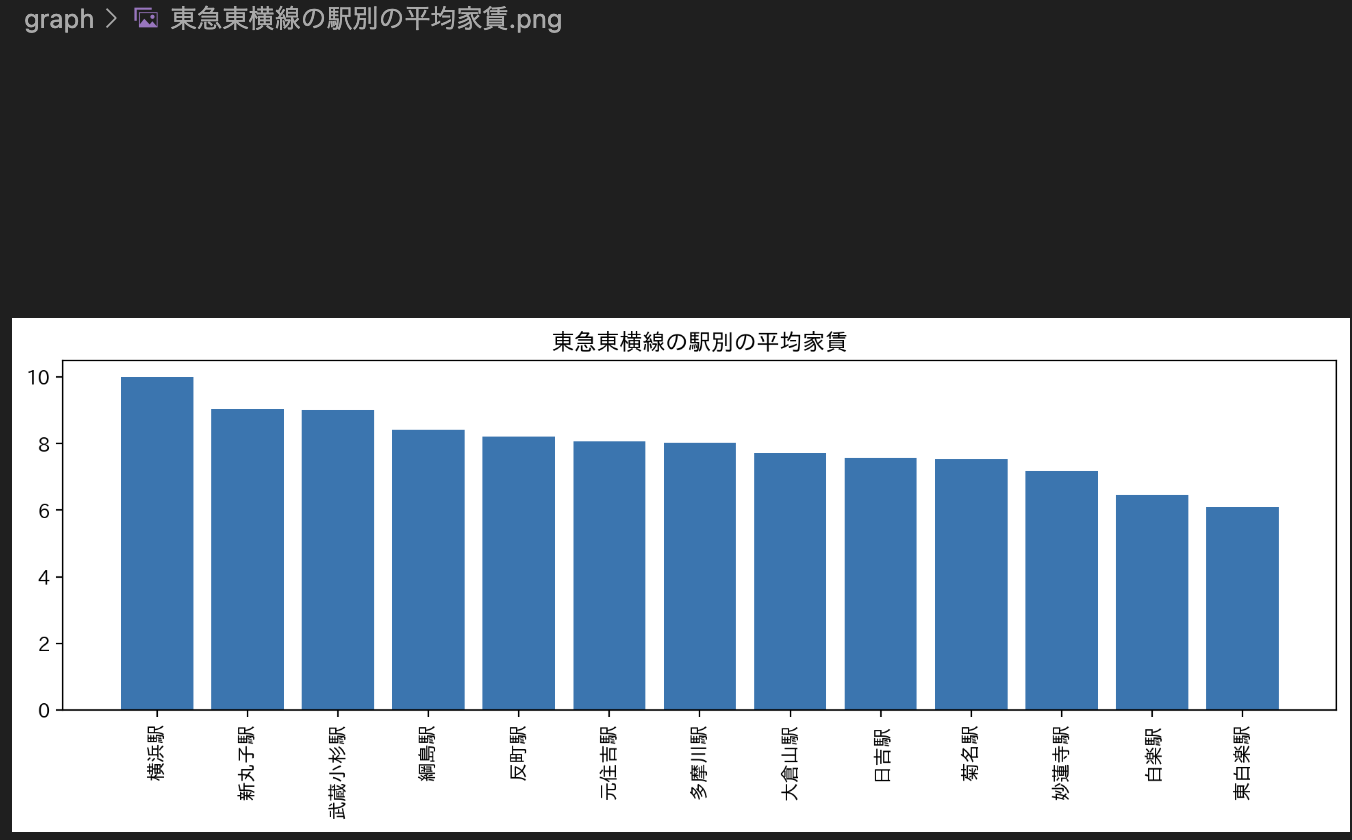 graph > 東急東横線の駅別の平均家賃.png
東急東横線の駅別の平均家賃
10
8
6
4
2
0
横浜駅
新丸子駅
武蔵小杉駅
綱島駅
反町駅
元住吉駅
多摩川駅
大倉山駅
日吉駅
菊名駅
妙蓮寺駅
白楽駅
東白楽駅